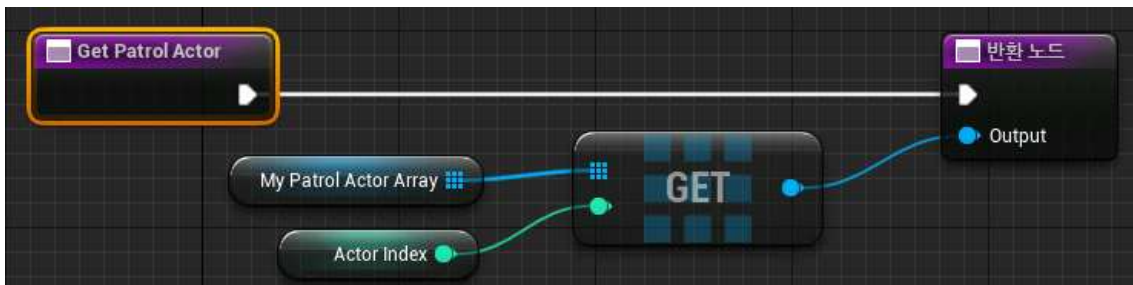 Get Patrol Actor
반환 노드
Output
My Patrol Actor Array
GET
Actor Index